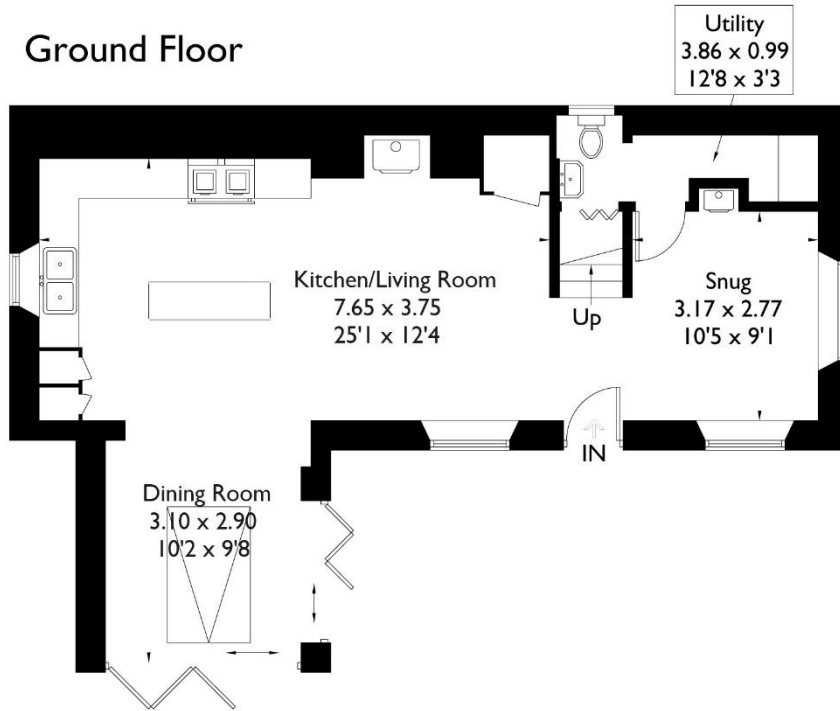 Ground Floor
Utility
3.86 x 0.99
12'8 x 3'3
Kitchen/Living Room
7.65 x 3.75
25'1 x 12'4
Up
Snug
3.17 x 2.77
10'5 x 9'1
IN
Dining Room
3.10 x 2.90
10'2 x 9'8